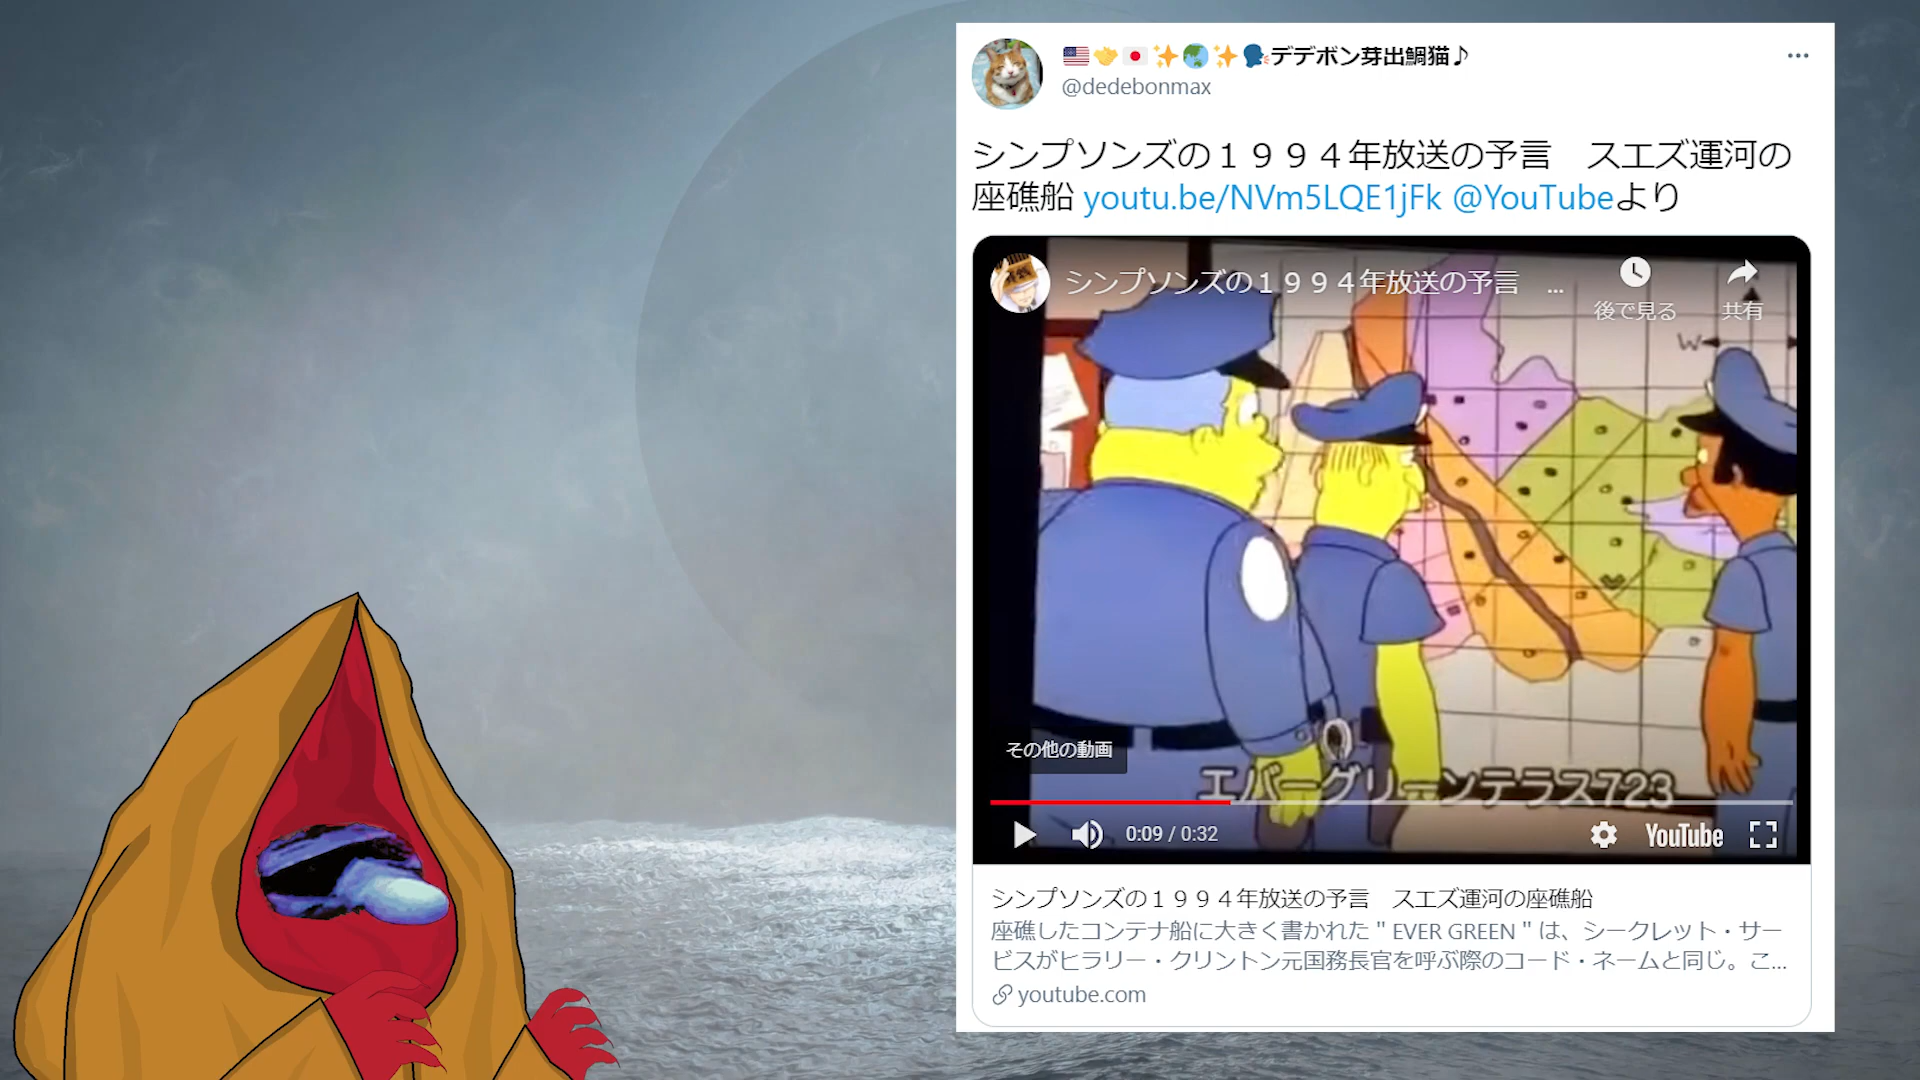 デデボン芽出鯛猫♪
@dedebonmax
シンプソンズの１９９４年放送の予言　スエズ運河の
座礁船 youtu.be/NVm5LQE1jFk @YouTubeより
シンプソンズの１９９４年放送の予言　...
後で見る
共有
W
その他の動画
エバーグリーンテラス723
0:09 / 0:32
YouTube
シンプソンズの１９９４年放送の予言　スエズ運河の座礁船
座礁したコンテナ船に大きく書かれた " EVER GREEN " は、シークレット・サー
ビスがヒラリー・クリントン元国務長官を呼ぶ際のコード・ネームと同じ。こ...
youtube.com